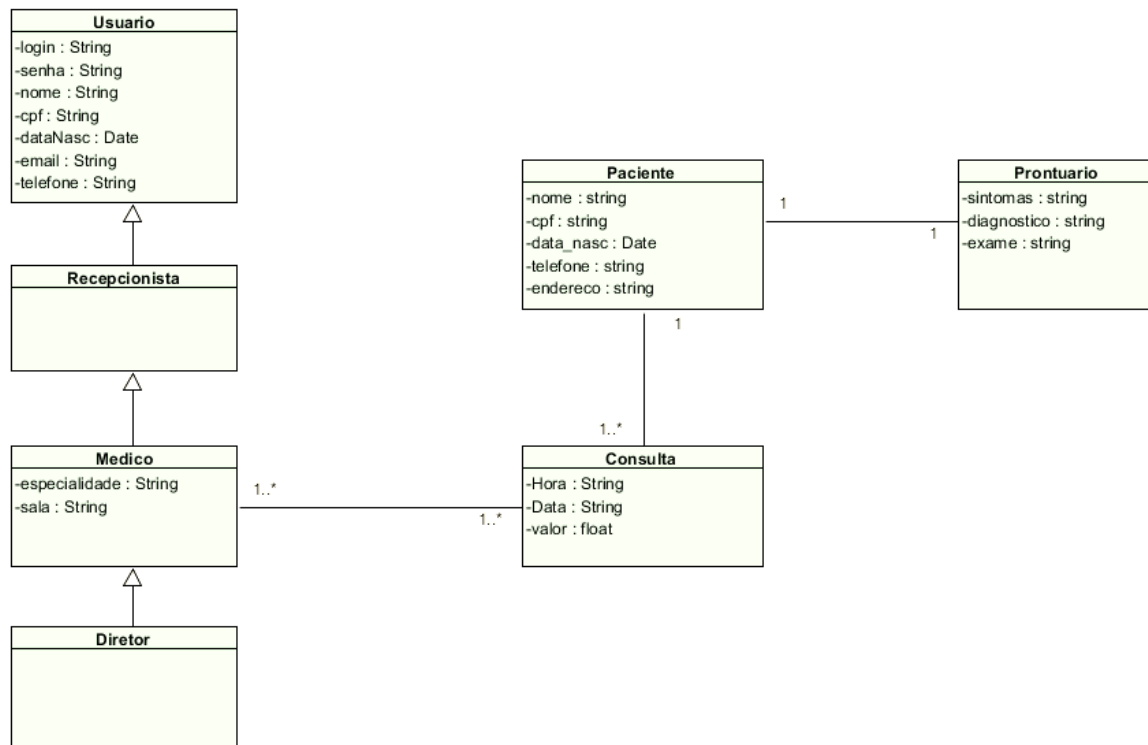 Usuario
-login : String
-senha : String
-nome : String
-cpf : String
-dataNasc : Date
-email : String
-telefone : String
Recepcionista
Medico
-especialidade : String
-sala : String
Diretor
1..*
1..*
Paciente
-nome : string
-cpf : string
-data_nasc : Date
-telefone : string
-endereco : string
1
1..*
Consulta
-Hora : String
-Data : String
-valor : float
1
1
Prontuario
-sintomas : string
-diagnostico : string
-exame : string